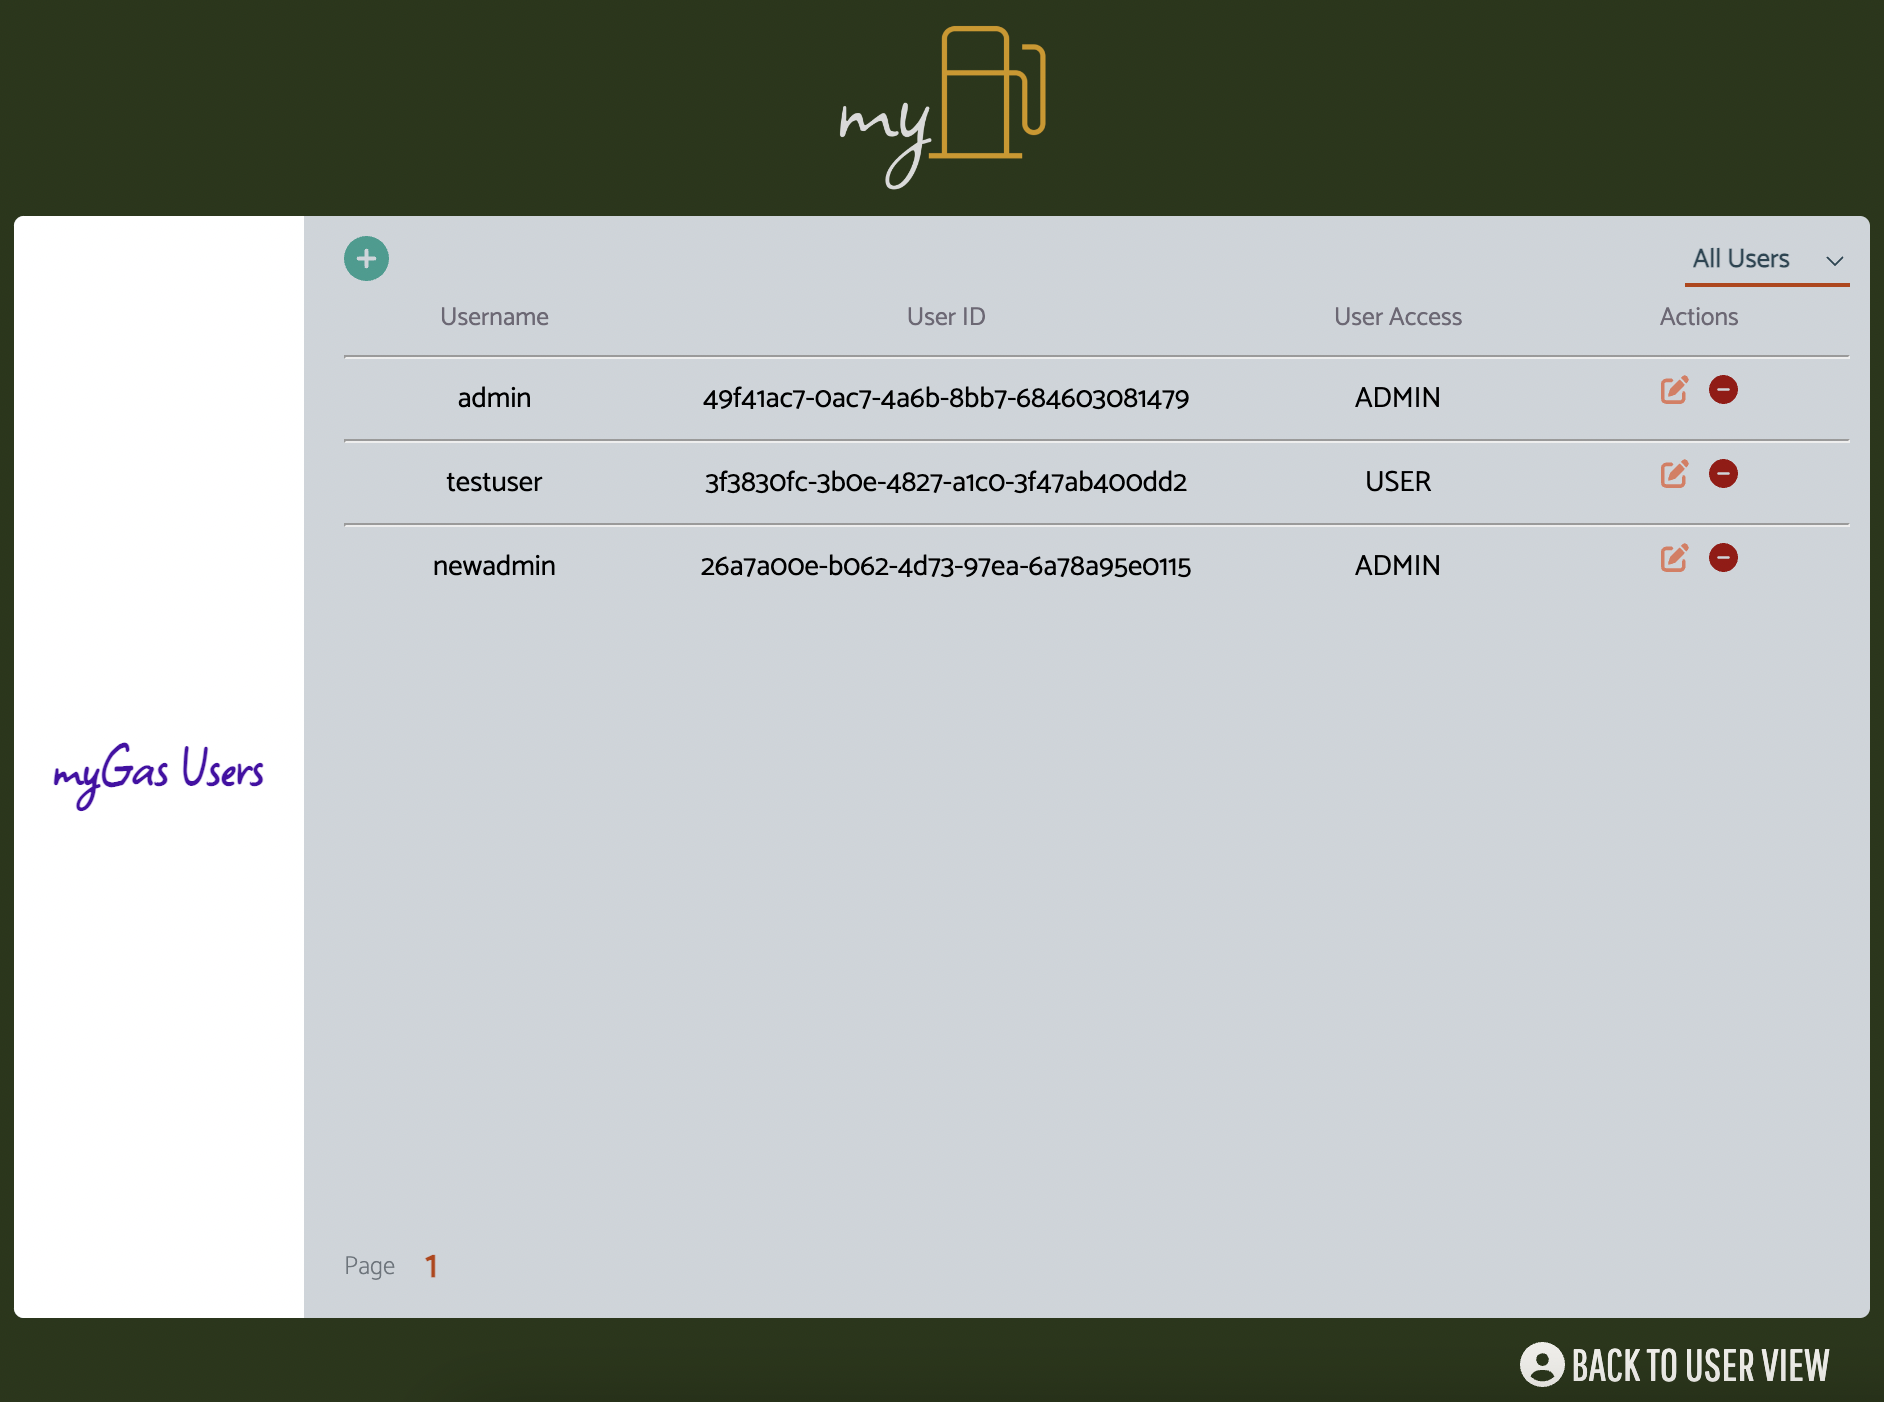 my
All Users
Username User ID User Access Actions
admin 49f41ac7-0ac7-4a6b-8bb7-684603081479 ADMIN
testuser 3f3830fc-3b0e-4827-a1c0-3f47ab400dd2 USER
newadmin 26a7a00e-b062-4d73-97ea-6a78a95e0115 ADMIN
myGas Users
Page 1
BACK TO USER VIEW